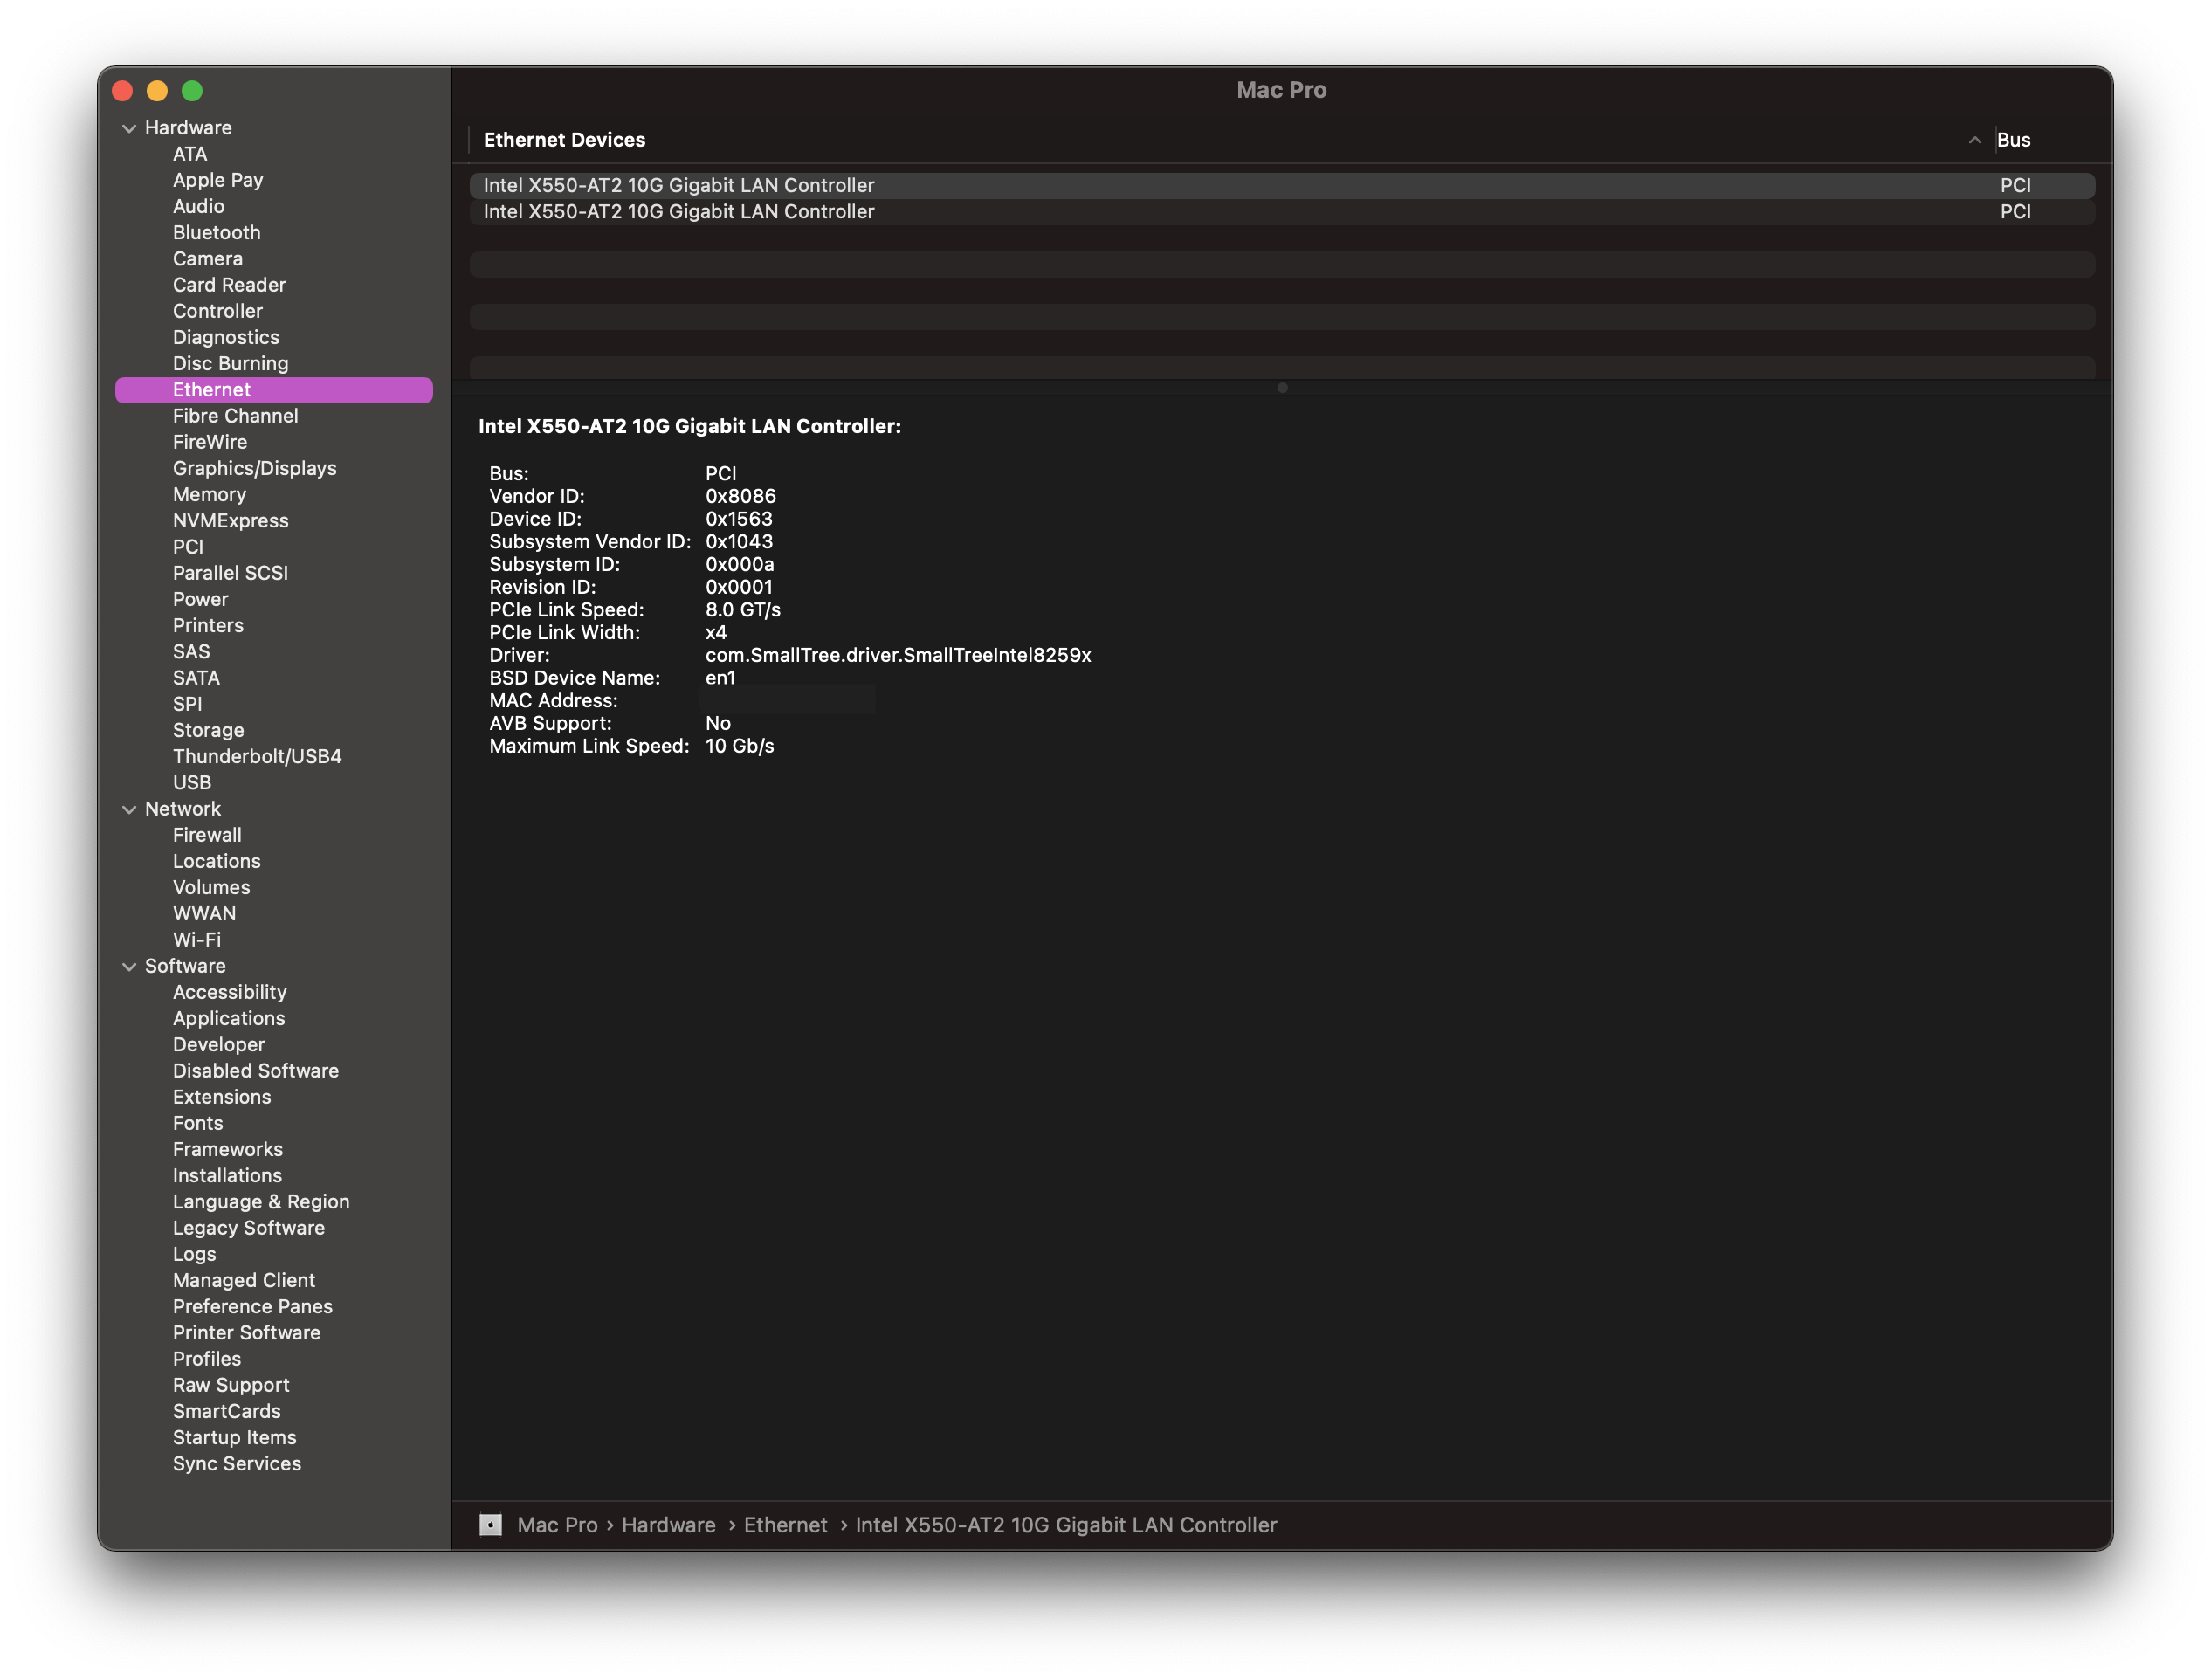 Mac Pro
Hardware
ATA
Apple Pay
Audio
Bluetooth
Camera
Card Reader
Controller
Diagnostics
Disc Burning
Ethernet
Fibre Channel
FireWire
Graphics/Displays
Memory
NVMExpress
PCI
Parallel SCSI
Power
Printers
SAS
SATA
SPI
Storage
Thunderbolt/USB4
USB
Network
Firewall
Locations
Volumes
WWAN
Wi-Fi
Software
Accessibility
Applications
Developer
Disabled Software
Extensions
Fonts
Frameworks
Installations
Language & Region
Legacy Software
Logs
Managed Client
Preference Panes
Printer Software
Profiles
Raw Support
SmartCards
Startup Items
Sync Services
Ethernet Devices Bus
Intel X550-AT2 10G Gigabit LAN Controller PCI
Intel X550-AT2 10G Gigabit LAN Controller PCI
Intel X550-AT2 10G Gigabit LAN Controller:
Bus: PCI
Vendor ID: 0x8086
Device ID: 0x1563
Subsystem Vendor ID: 0x1043
Subsystem ID: 0x000a
Revision ID: 0x0001
PCIe Link Speed: 8.0 GT/s
PCIe Link Width: x4
Driver: com.SmallTree.driver.SmallTreeIntel8259x
BSD Device Name: en1
MAC Address:
AVB Support: No
Maximum Link Speed: 10 Gb/s
Mac Pro › Hardware › Ethernet › Intel X550-AT2 10G Gigabit LAN Controller